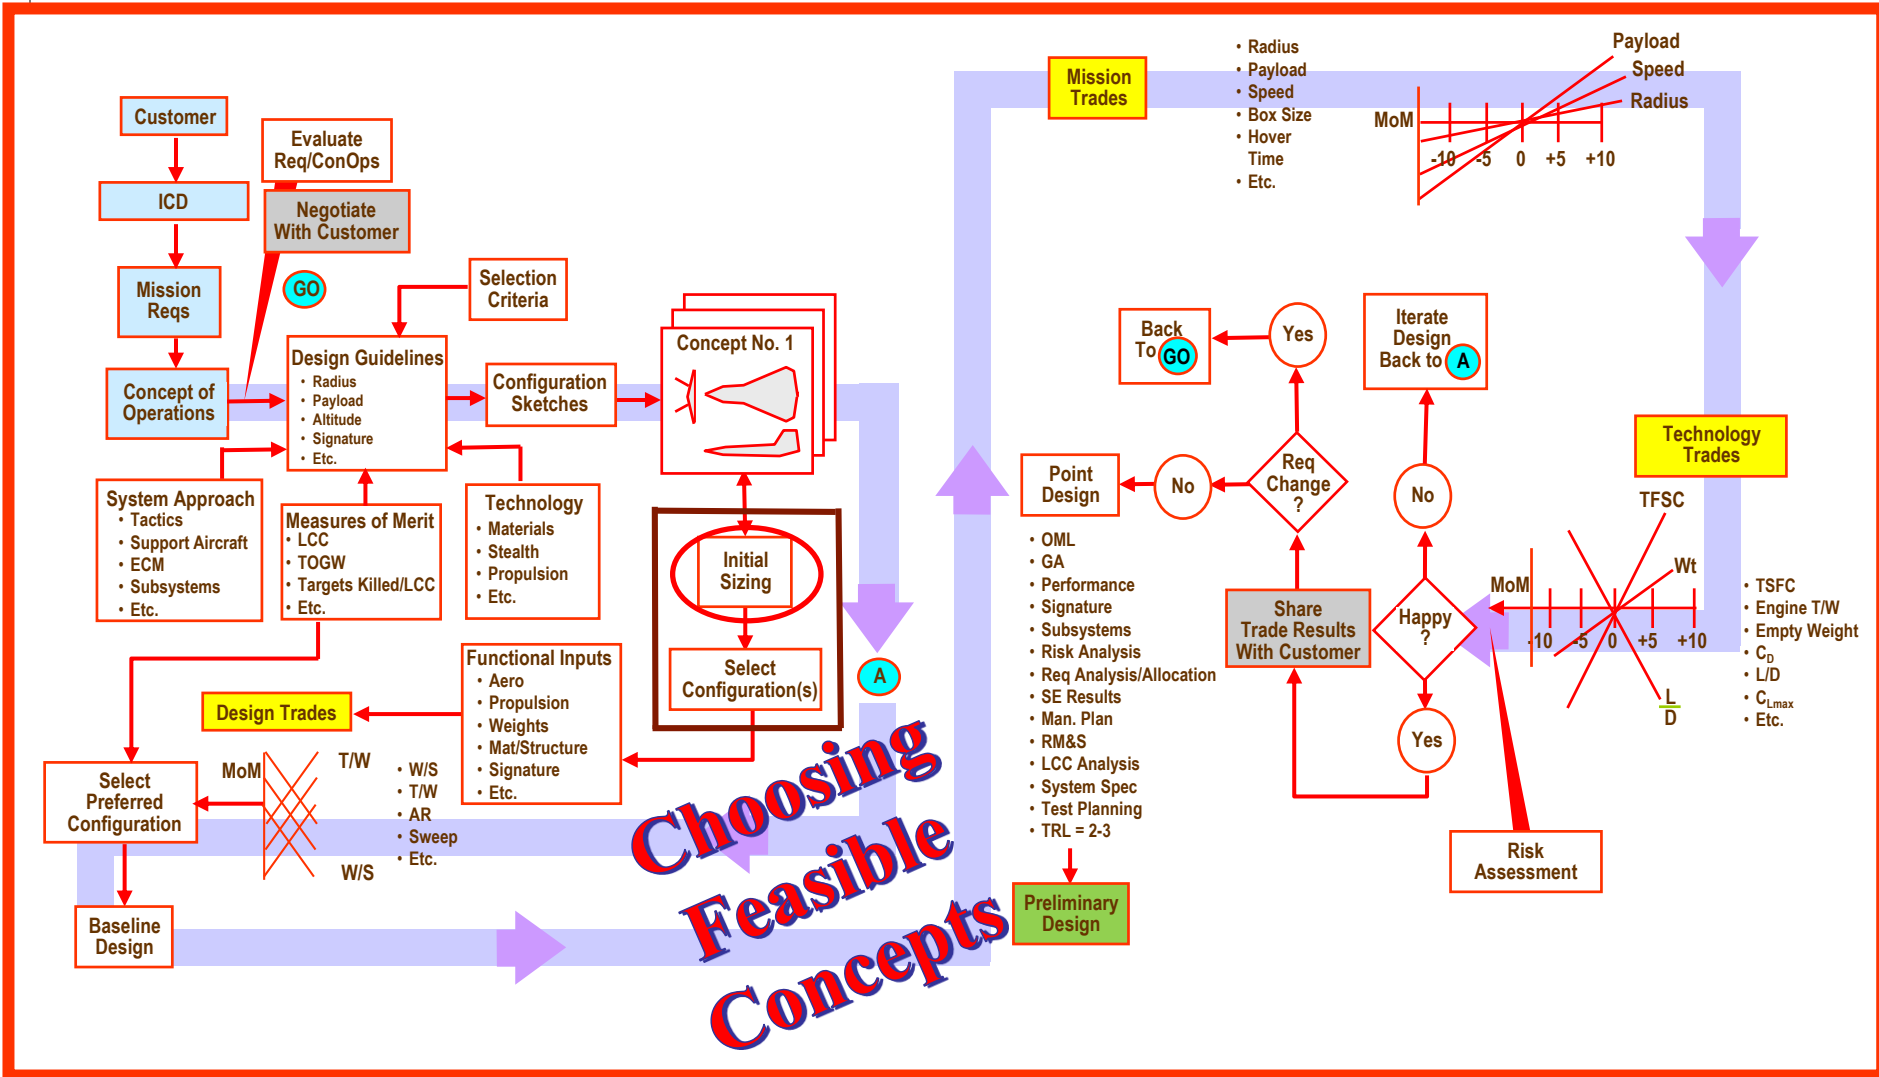 Customer
ICD
Mission
Reqs
Concept of
Operations
Evaluate
Req/ConOps
Negotiate
With Customer
GO
Selection
Criteria
Design Guidelines
• Radius
• Payload
• Altitude
• Signature
• Etc.
Configuration
Sketches
Concept No. 1
System Approach
• Tactics
• Support Aircraft
• ECM
• Subsystems
• Etc.
Measures of Merit
• LCC
• TOGW
• Targets Killed/LCC
• Etc.
Technology
• Materials
• Stealth
• Propulsion
• Etc.
Initial
Sizing
Select
Configuration(s)
A
Functional Inputs
• Aero
• Propulsion
• Weights
• Mat/Structure
• Signature
• Etc.
Design Trades
Select
Preferred
Configuration
MoM
T/W
W/S
• W/S
• T/W
• AR
• Sweep
• Etc.
Baseline
Design
Choosing
Feasible
Concepts
Mission
Trades
• Radius
• Payload
• Speed
• Box Size
• Hover
Time
• Etc.
Payload
Speed
Radius
MoM
-10 -5 0 +5 +10
Technology
Trades
TFSC
Wt
MoM
-10 -5 0 +5 +10
L
D
• TSFC
• Engine T/W
• Empty Weight
• CD
• L/D
• CLmax
• Etc.
Risk
Assessment
Happy
?
No
Iterate
Design
Back to A
Yes
Share
Trade Results
With Customer
Req
Change
?
Yes
Back
To GO
No
Point
Design
• OML
• GA
• Performance
• Signature
• Subsystems
• Risk Analysis
• Req Analysis/Allocation
• SE Results
• Man. Plan
• RM&S
• LCC Analysis
• System Spec
• Test Planning
• TRL = 2-3
Preliminary
Design